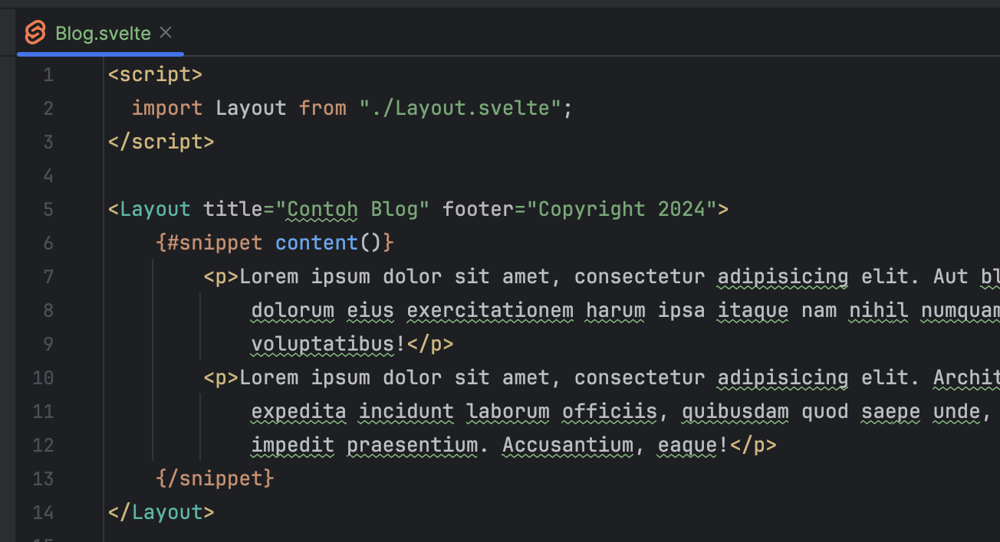 Blog.svelte
1 <script>
2 import Layout from "./Layout.svelte";
3 </script>
4
5 <Layout title="Contoh Blog" footer="Copyright 2024">
6 {#snippet content()}
7 <p>Lorem ipsum dolor sit amet, consectetur adipisicing elit. Aut
8 dolorum eius exercitationem harum ipsa itaque nam nihil numquam
9 voluptatibus!</p>
10 <p>Lorem ipsum dolor sit amet, consectetur adipisicing elit.
11 expedita incidunt laborum officiis, quibusdam quod saepe unde,
12 impedit praesentium. Accusantium, eaque!</p>
13 {/snippet}
14 </Layout>